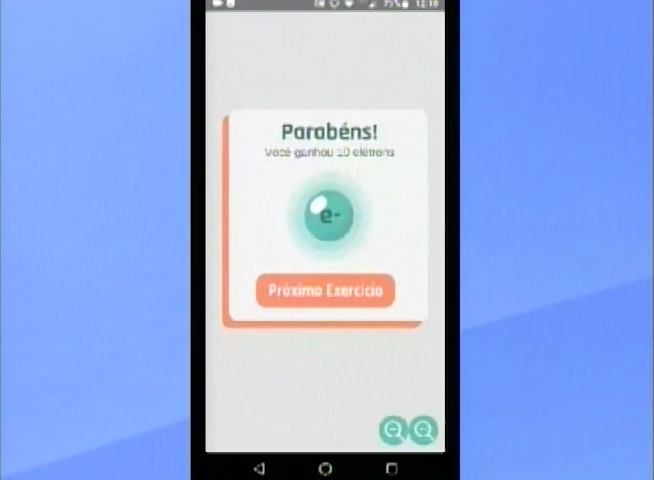 Parabéns!
Você ganhou 10 elétrons
e-
Próximo Exercício